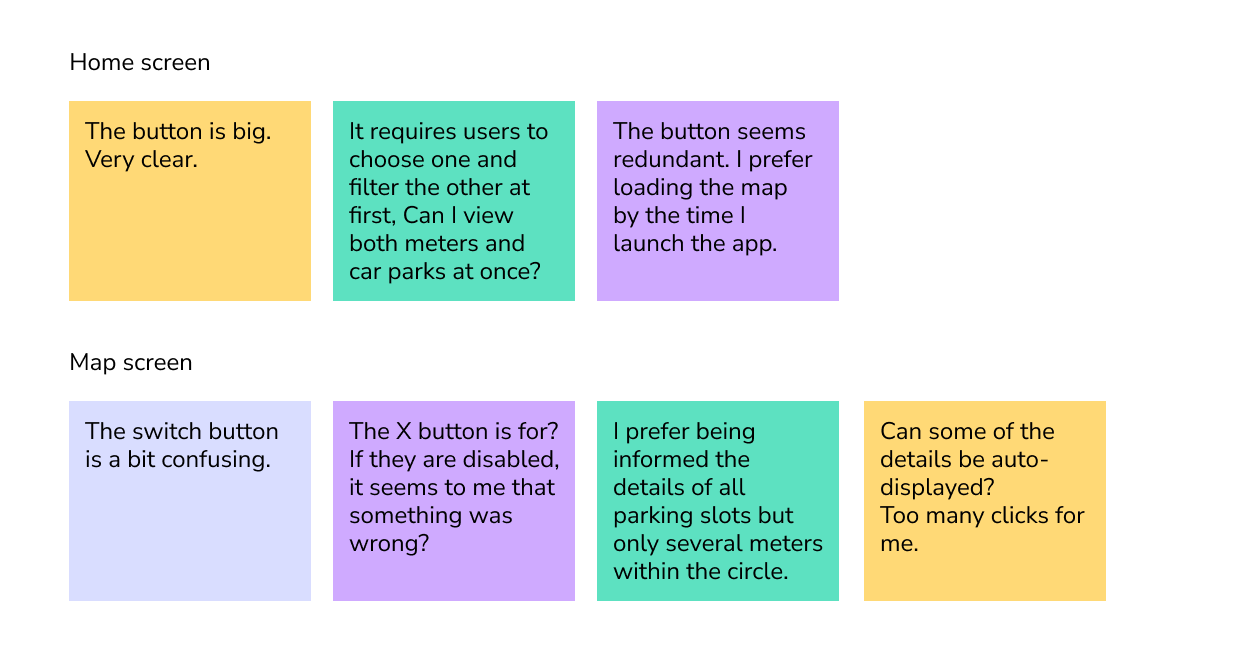 Home screen
The button is big.
Very clear.
It requires users to
choose one and
filter the other at
first, Can I view
both meters and
car parks at once?
The button seems
redundant. I prefer
loading the map
by the time I
launch the app.
Map screen
The switch button
is a bit confusing.
The X button is for?
If they are disabled,
it seems to me that
something was
wrong?
I prefer being
informed the
details of all
parking slots but
only several meters
within the circle.
Can some of the
details be auto-
displayed?
Too many clicks for
me.